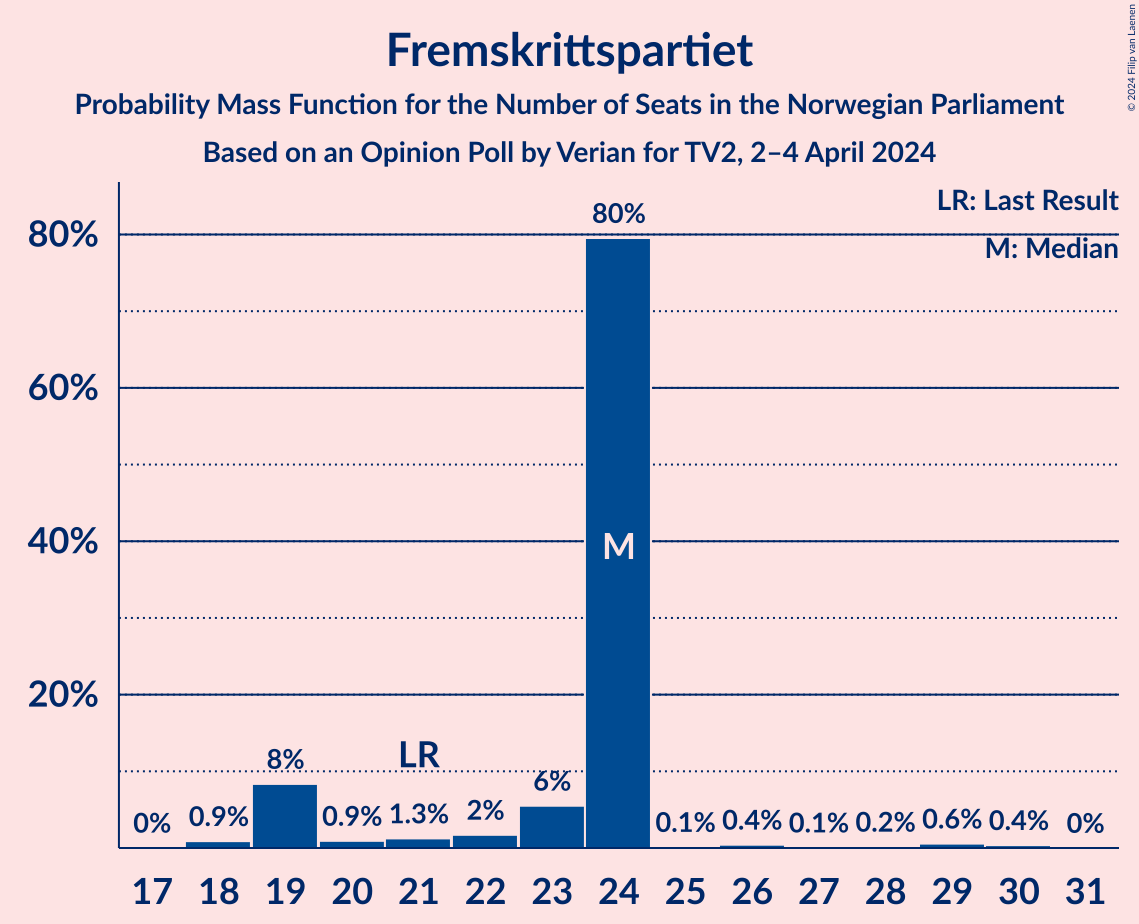 Fremskrittspartiet
Probability Mass Function for the Number of Seats in the Norwegian Parliament
Based on an Opinion Poll by Verian for TV2, 2–4 April 2024
© 2024 Filip van Laenen
LR: Last Result
M: Median
80%
60%
40%
20%
0%
0.9%
8%
0.9%
1.3%
LR
2%
6%
80%
M
0.1%
0.4%
0.1%
0.2%
0.6%
0.4%
0%
17 18 19 20 21 22 23 24 25 26 27 28 29 30 31